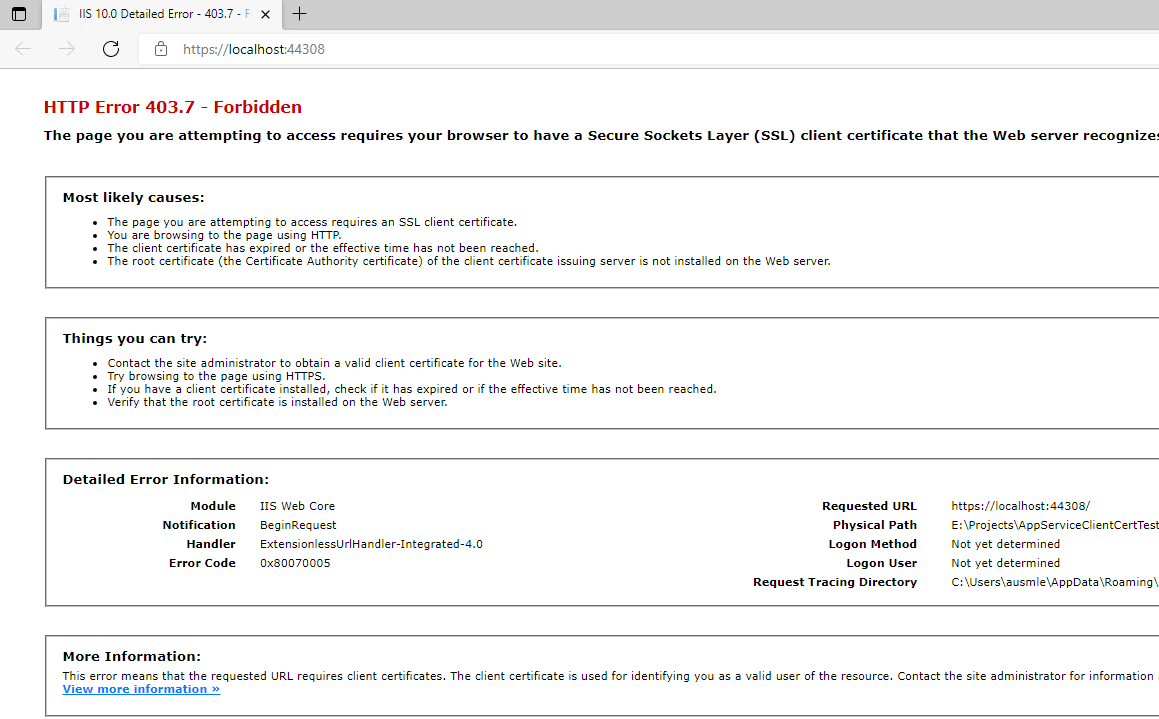 IIS 10.0 Detailed Error - 403.7 - F
https://localhost:44308
HTTP Error 403.7 - Forbidden
The page you are attempting to access requires your browser to have a Secure Sockets Layer (SSL) client certificate that the Web server recognizes
Most likely causes:
• The page you are attempting to access requires an SSL client certificate.
• You are browsing to the page using HTTP.
• The client certificate has expired or the effective time has not been reached.
• The root certificate (the Certificate Authority certificate) of the client certificate issuing server is not installed on the Web server.
Things you can try:
• Contact the site administrator to obtain a valid client certificate for the Web site.
• Try browsing to the page using HTTPS.
• If you have a client certificate installed, check if it has expired or if the effective time has not been reached.
• Verify that the root certificate is installed on the Web server.
Detailed Error Information:
Module IIS Web Core
Notification BeginRequest
Handler ExtensionlessUrlHandler-Integrated-4.0
Error Code 0x80070005
Requested URL https://localhost:44308/
Physical Path E:\Projects\AppServiceClientCertTest
Logon Method Not yet determined
Logon User Not yet determined
Request Tracing Directory C:\Users\ausmle\AppData\Roaming\
More Information:
This error means that the requested URL requires client certificates. The client certificate is used for identifying you as a valid user of the resource. Contact the site administrator for information
View more information »